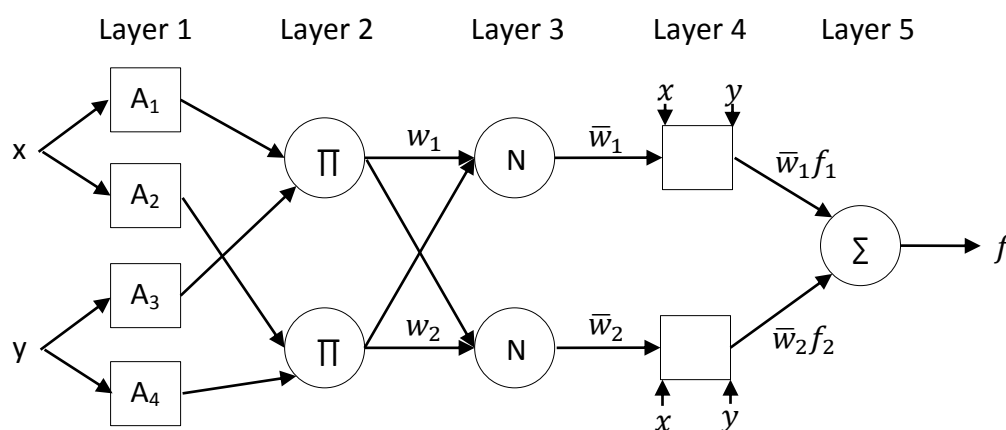 Layer 1 Layer 2 Layer 3 Layer 4 Layer 5
x y
A₁
x
A₂
∏ w₁ N w̅₁
w̅₁f₁
∑ f
A₃
y
A₄
∏ w₂ N w̅₂
w̅₂f₂
x y